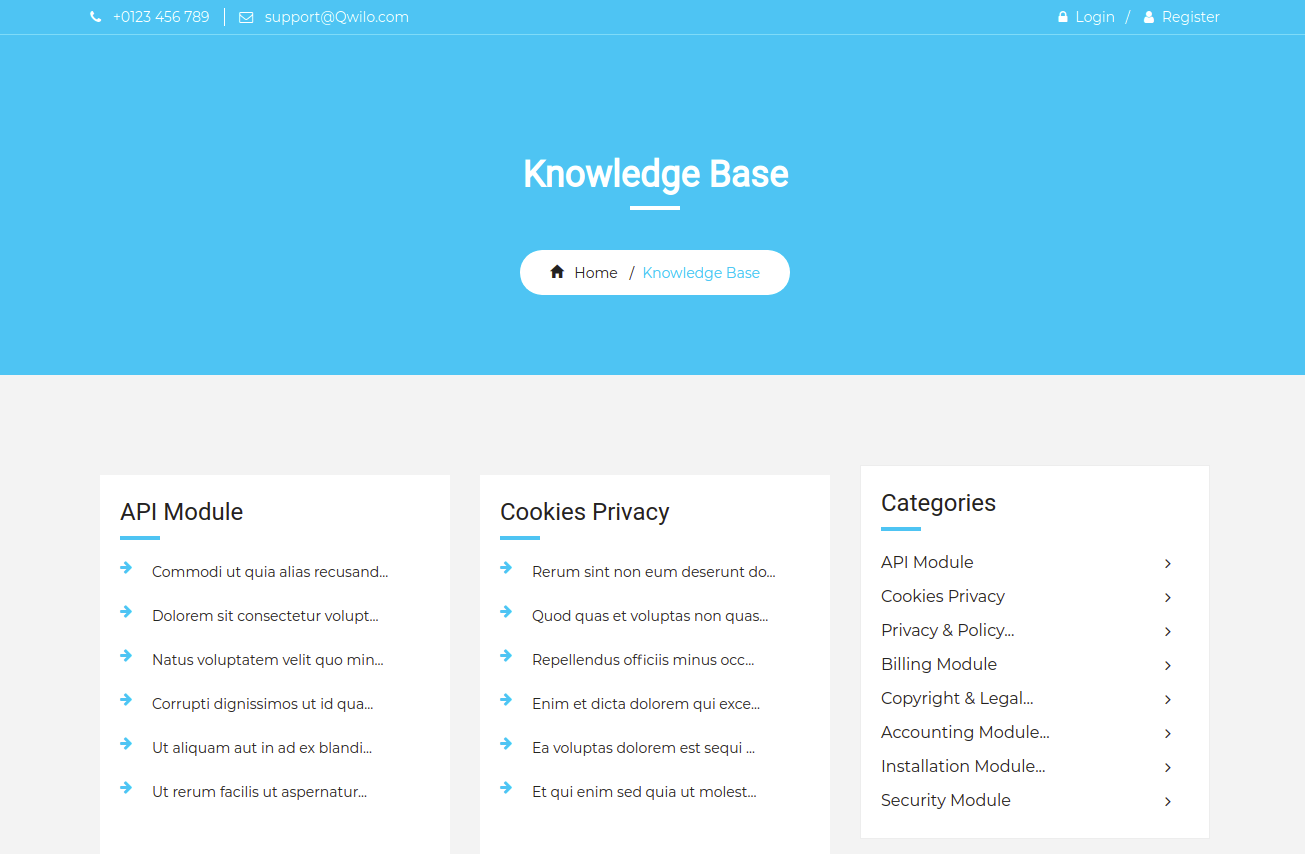 +0123 456 789 support@Qwilo.com Login / Register
Knowledge Base
Home / Knowledge Base
API Module
Commodi ut quia alias recusand...
Dolorem sit consectetur volupt...
Natus voluptatem velit quo min...
Corrupti dignissimos ut id qua...
Ut aliquam aut in ad ex blandi...
Ut rerum facilis ut aspernatur...
Cookies Privacy
Rerum sint non eum deserunt do...
Quod quas et voluptas non quas...
Repellendus officiis minus occ...
Enim et dicta dolorem qui exce...
Ea voluptas dolorem est sequi ...
Et qui enim sed quia ut molest...
Categories
API Module
Cookies Privacy
Privacy & Policy...
Billing Module
Copyright & Legal...
Accounting Module...
Installation Module...
Security Module